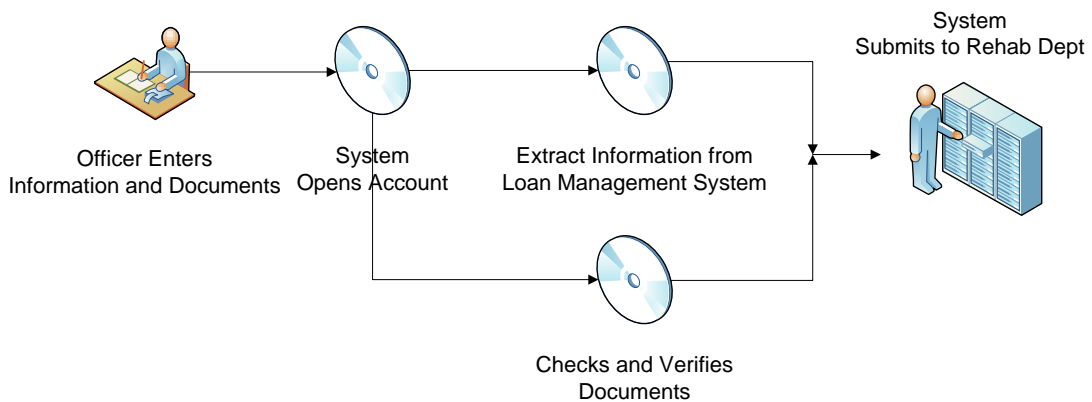 System
Submits to Rehab Dept
Officer Enters
Information and Documents
System
Opens Account
Extract Information from
Loan Management System
Checks and Verifies
Documents